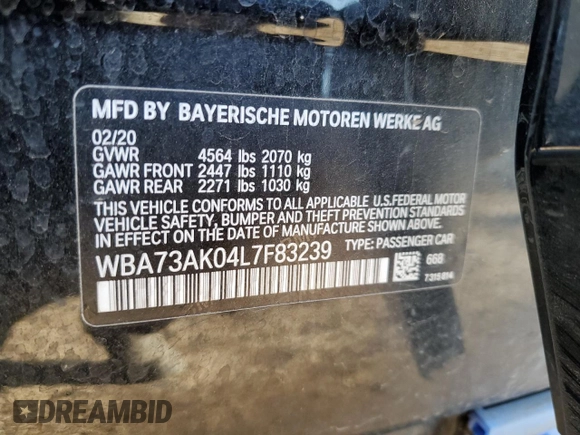 MFD BY BAYERISCHE MOTOREN WERKE AG
02/20
GVWR 4564 lbs 2070 kg
GAWR FRONT 2447 lbs 1110 kg
GAWR REAR 2271 lbs 1030 kg
THIS VEHICLE CONFORMS TO ALL APPLICABLE U.S.FEDERAL MOTOR
VEHICLE SAFETY, BUMPER AND THEFT PREVENTION STANDARDS
IN EFFECT ON THE DATE OF MANUFACTURE SHOWN ABOVE.
WBA73AK04L7F83239 TYPE: PASSENGER CAR
668
7315014
DREAMBID